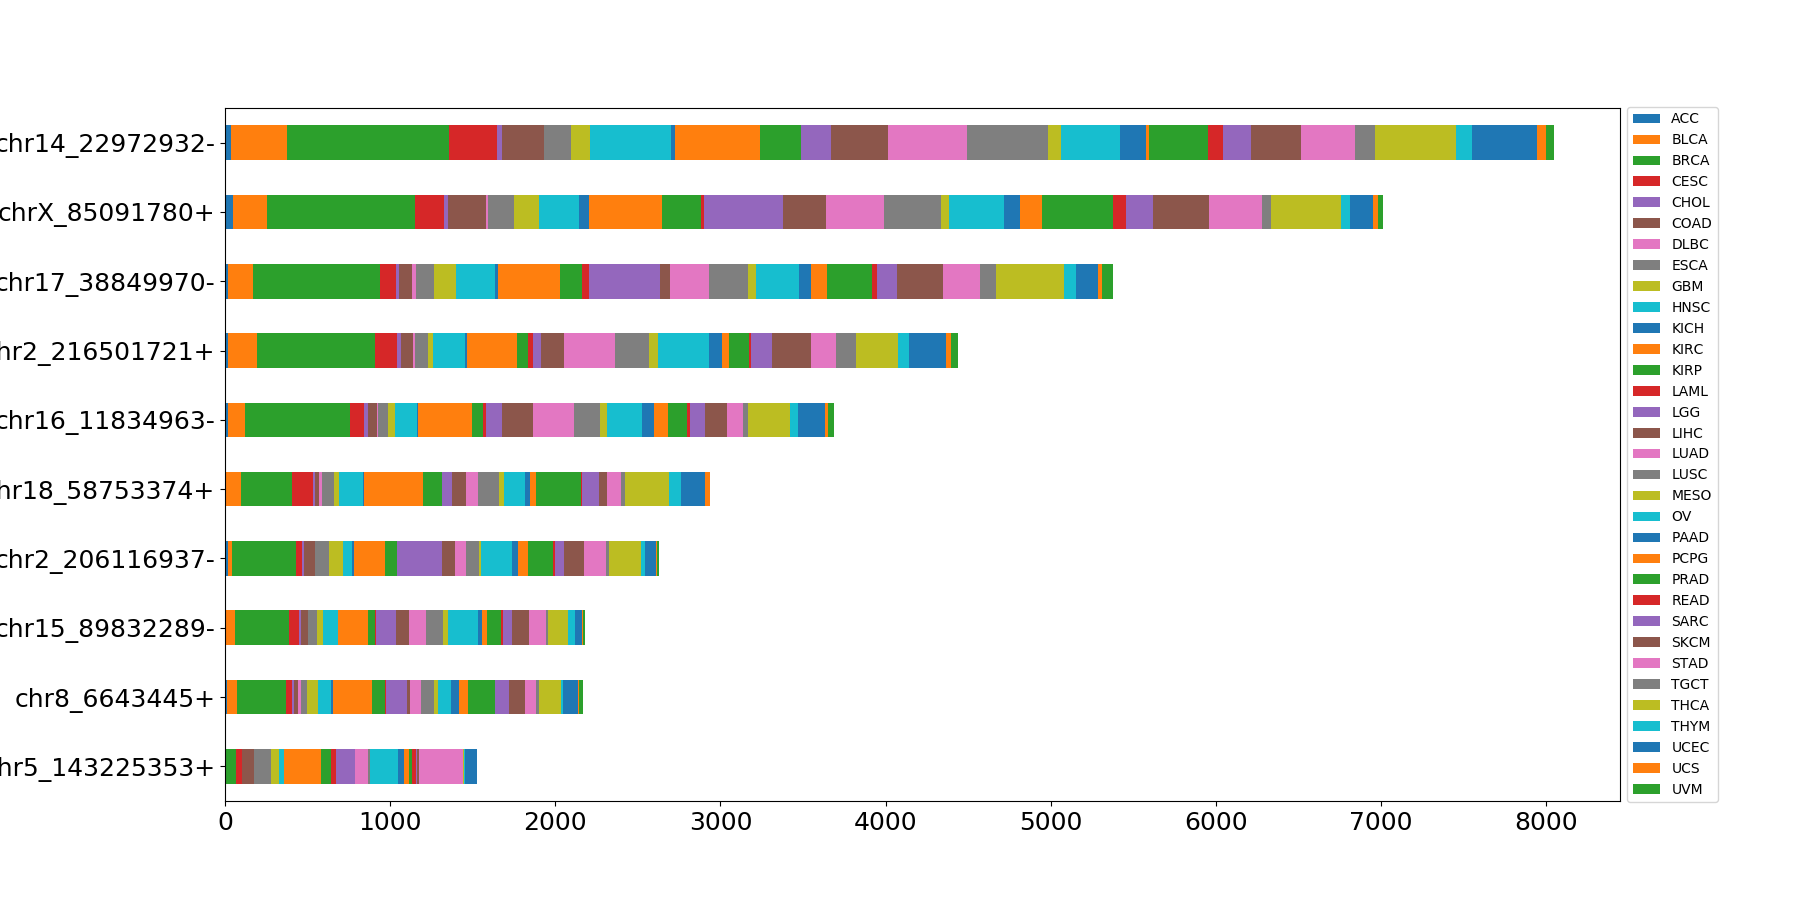 chr14_22972932-
chrX_85091780+
chr17_38849970-
hr2_216501721+
chr16_11834963-
hr18_58753374+
chr2_206116937-
chr15_89832289-
chr8_6643445+
hr5_143225353+
0 1000 2000 3000 4000 5000 6000 7000 8000
ACC
BLCA
BRCA
CESC
CHOL
COAD
DLBC
ESCA
GBM
HNSC
KICH
KIRC
KIRP
LAML
LGG
LIHC
LUAD
LUSC
MESO
OV
PAAD
PCPG
PRAD
READ
SARC
SKCM
STAD
TGCT
THCA
THYM
UCEC
UCS
UVM